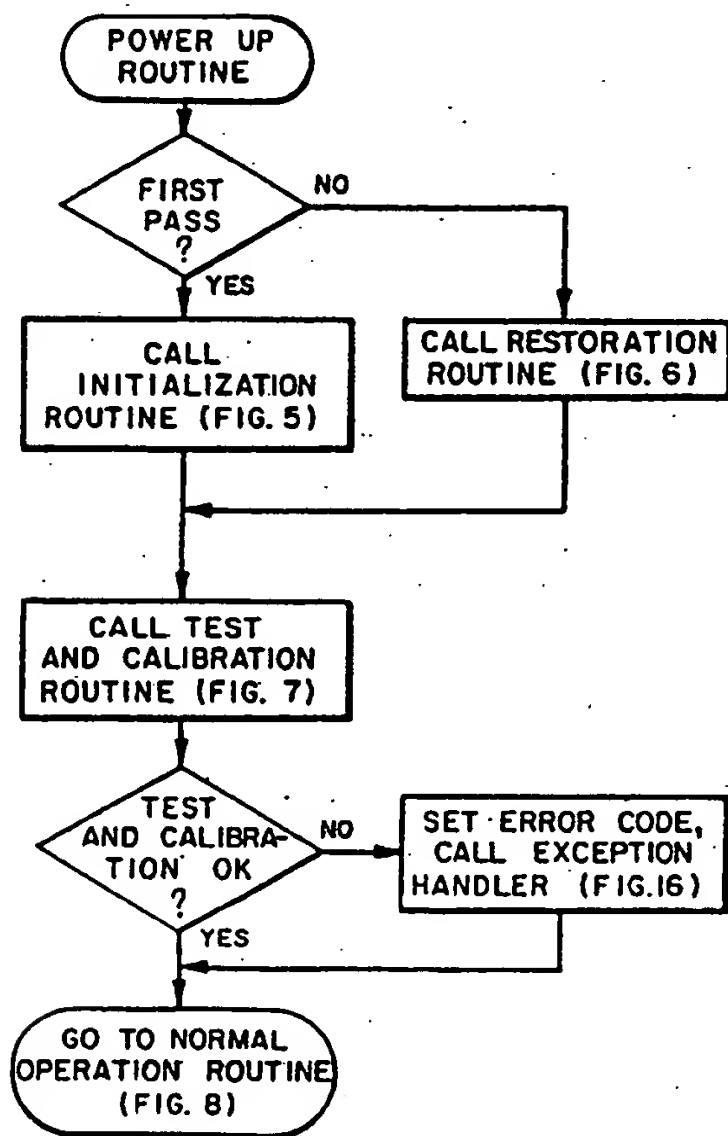 POWER UP
ROUTINE
FIRST
PASS
?
NO
YES
CALL
INITIALIZATION
ROUTINE (FIG. 5)
CALL RESTORATION
ROUTINE (FIG. 6)
CALL TEST
AND CALIBRATION
ROUTINE (FIG. 7)
TEST
AND CALIBRA-
TION OK
?
NO
YES
SET ERROR CODE,
CALL EXCEPTION
HANDLER (FIG.16)
GO TO NORMAL
OPERATION ROUTINE
(FIG. 8)